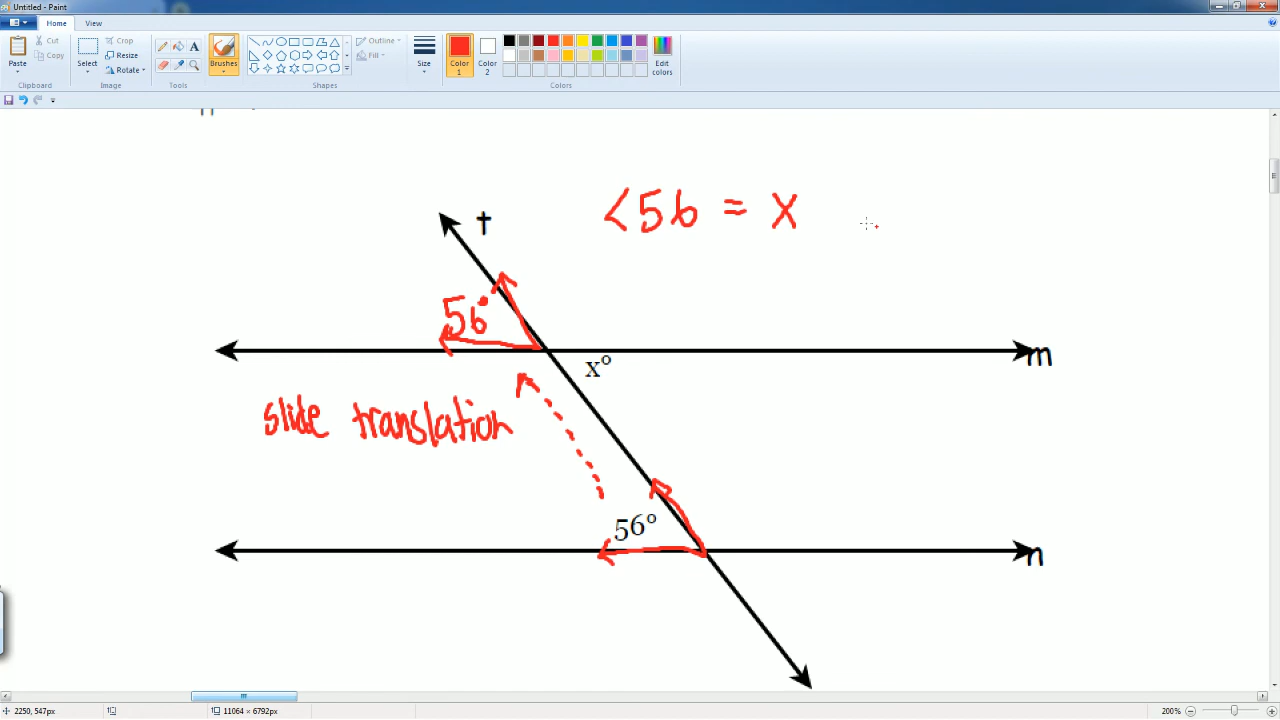 Untitled - Paint
Home View
Paste
Cut
Copy
Clipboard
Select
Crop
Resize
Rotate
Image
A
Tools
Brushes
Outline
Fill
Shapes
Size
Color 1
Color 2
Edit colors
Colors
t
<56 = X
56°
m
x°
slide translation
56°
n
2250, 547px
11064 × 6792px
200%